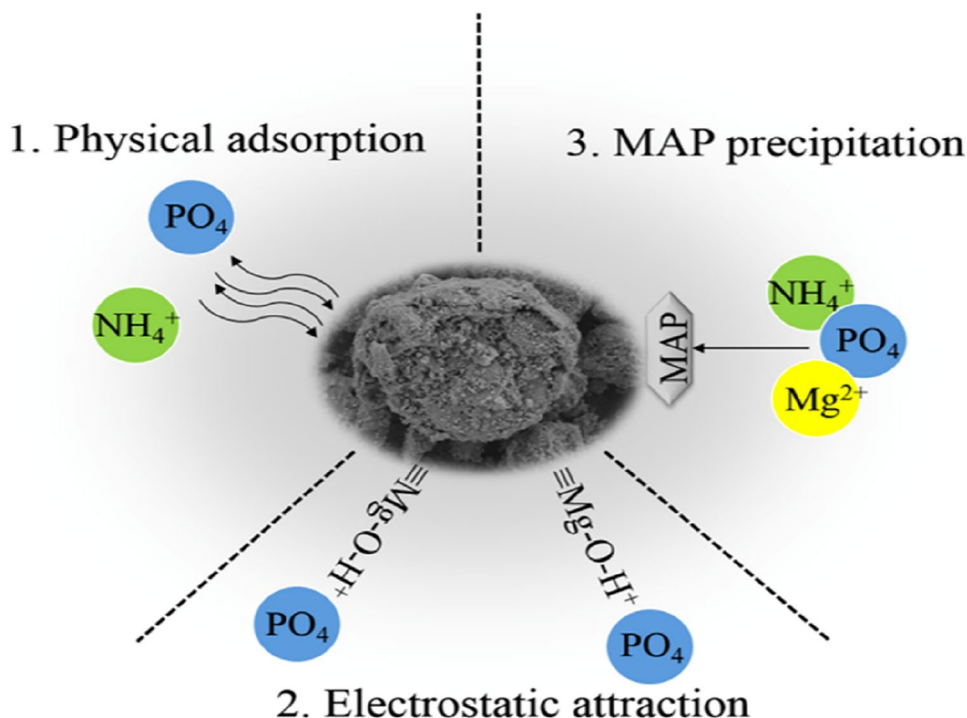 1. Physical adsorption
PO₄
NH₄⁺
3. MAP precipitation
NH₄⁺
PO₄
Mg²⁺
MAP
≡Mg-O-H⁺
PO₄
≡Mg-O-H⁺
PO₄
2. Electrostatic attraction